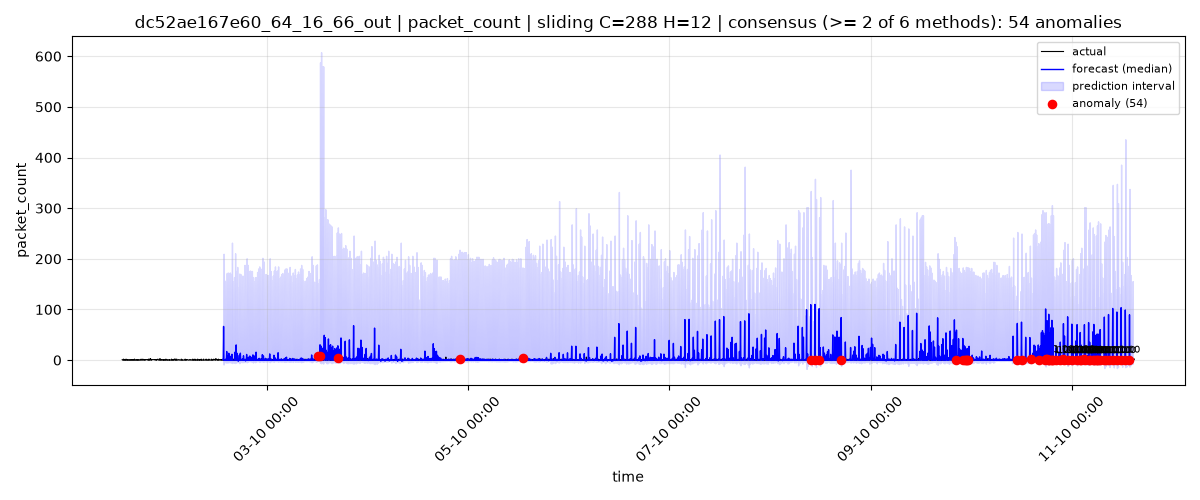 dc52ae167e60_64_16_66_out | packet_count | sliding C=288 H=12 | consensus (>= 2 of 6 methods): 54 anomalies
actual
forecast (median)
prediction interval
anomaly (54)
600
500
400
300
200
100
0
packet_count
03-10 00:00
05-10 00:00
07-10 00:00
09-10 00:00
11-10 00:00
time